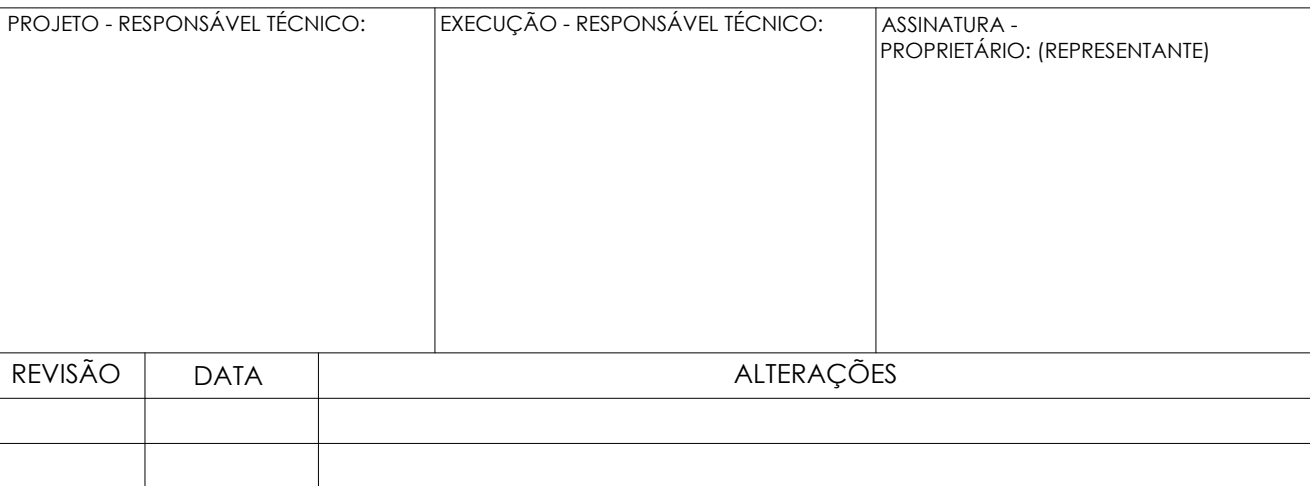 PROJETO - RESPONSÁVEL TÉCNICO:
EXECUÇÃO - RESPONSÁVEL TÉCNICO:
ASSINATURA -
PROPRIETÁRIO: (REPRESENTANTE)
REVISÃO
DATA
ALTERAÇÕES